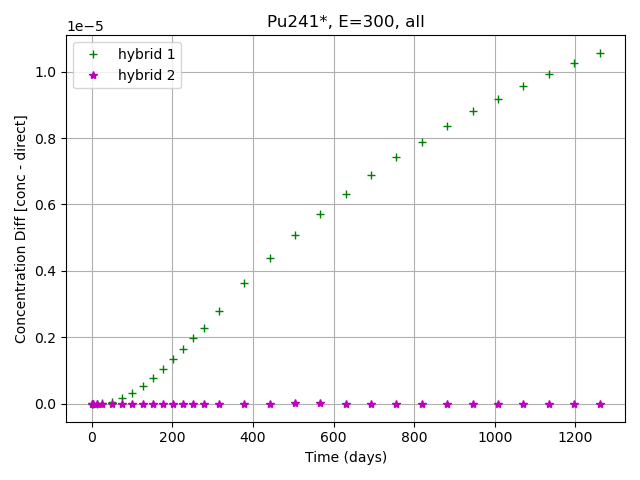 Pu241*, E=300, all
1e−5
hybrid 1
hybrid 2
1.0
0.8
0.6
0.4
0.2
0.0
Concentration Diff [conc - direct]
0
200
400
600
800
1000
1200
Time (days)